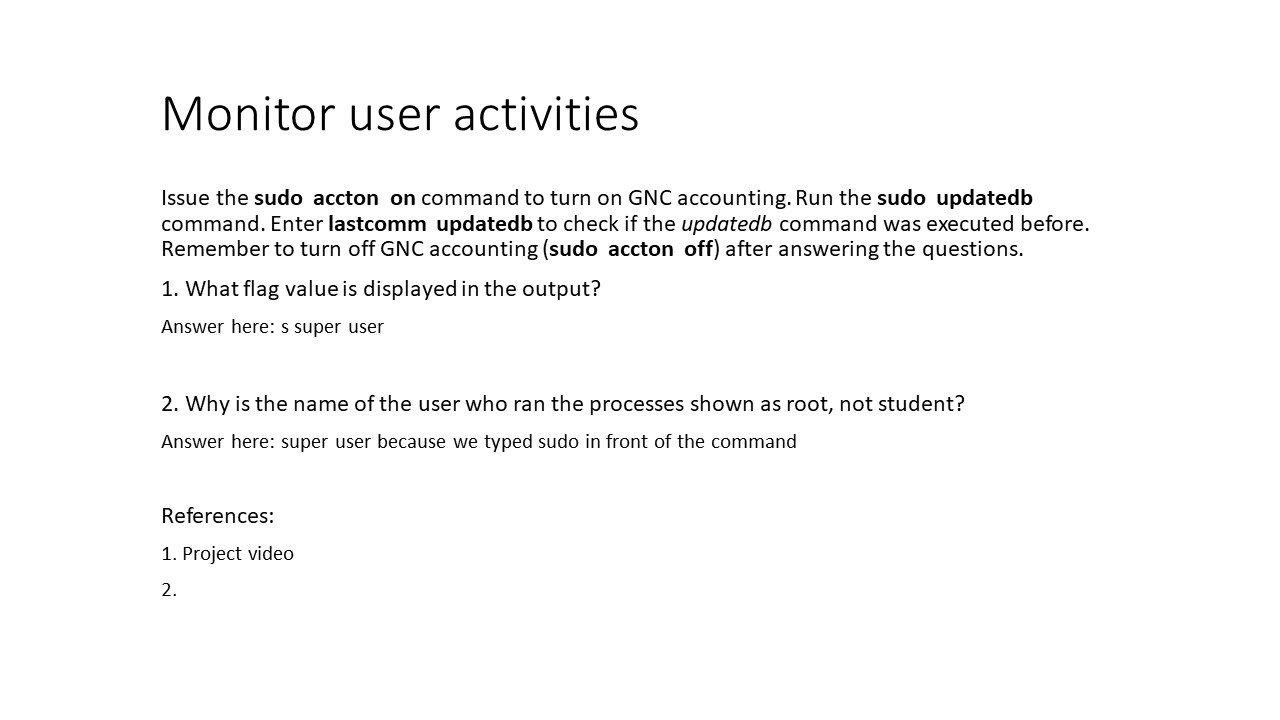 Monitor user activities
Issue the sudo accton on command to turn on GNC accounting. Run the sudo updatedb
command. Enter lastcomm updatedb to check if the updatedb command was executed before.
Remember to turn off GNC accounting (sudo accton off) after answering the questions.
1. What flag value is displayed in the output?
Answer here: s super user
2. Why is the name of the user who ran the processes shown as root, not student?
Answer here: super user because we typed sudo in front of the command
References:
1. Project video
2.